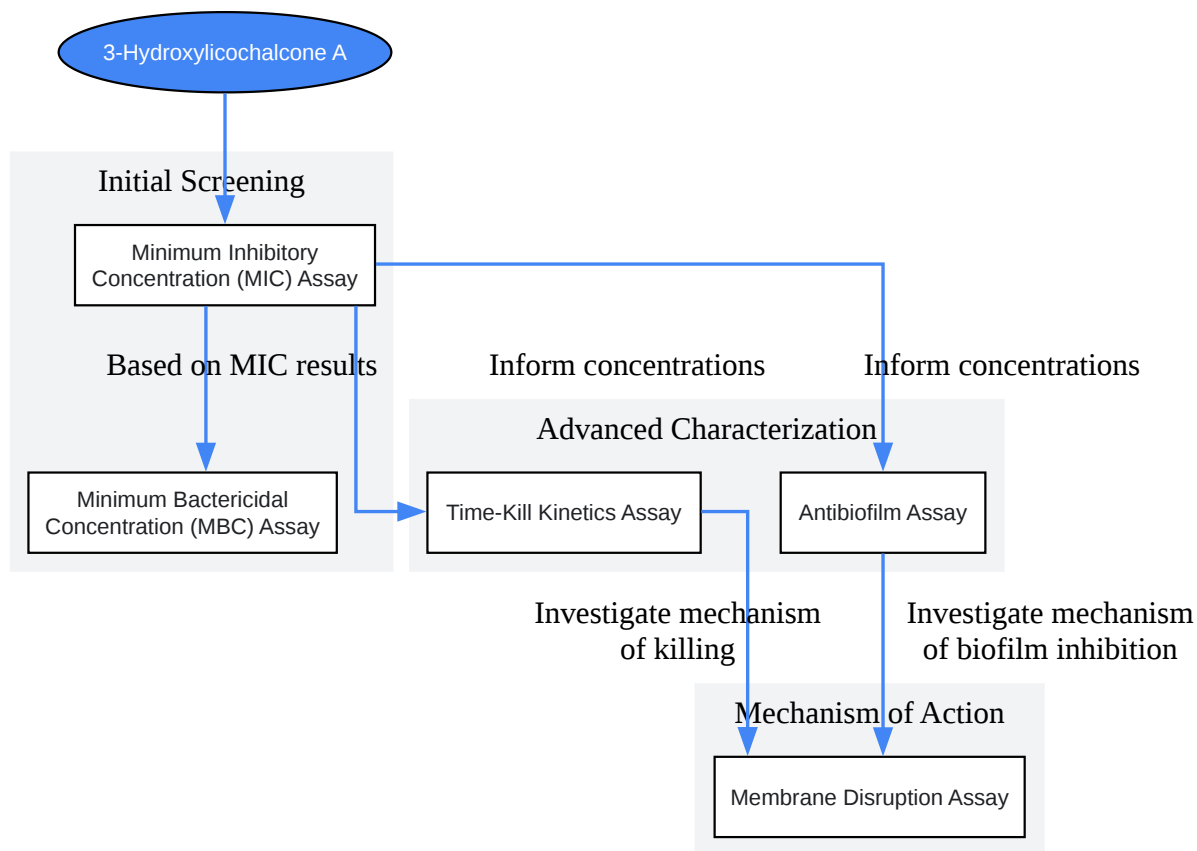 3-Hydroxylicochalcone A
Initial Screening
Minimum Inhibitory
Concentration (MIC) Assay
Based on MIC results
Inform concentrations
Inform concentrations
Advanced Characterization
Minimum Bactericidal
Concentration (MBC) Assay
Time-Kill Kinetics Assay
Antibiofilm Assay
Investigate mechanism
of killing
Investigate mechanism
of biofilm inhibition
Mechanism of Action
Membrane Disruption Assay